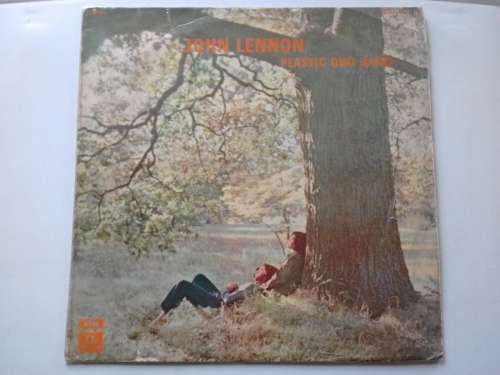 JOHN LENNON
PLASTIC ONO BAND